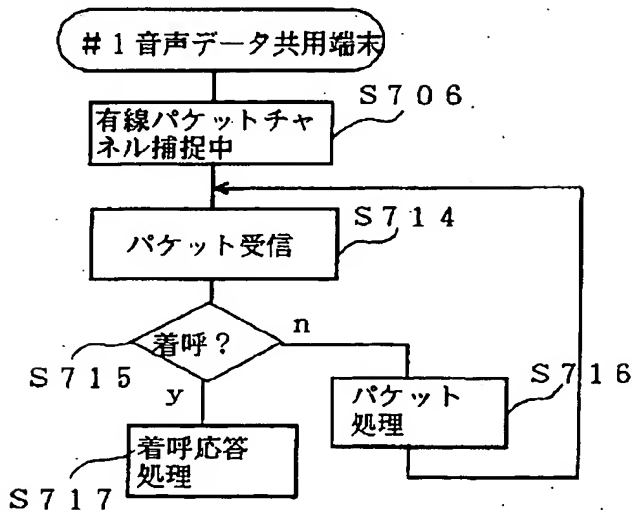 #1音声データ共用端末
S706
有線パケットチャ
ネル捕捉中
S714
パケット受信
着呼?
n
S715
y
S716
パケット
処理
着呼応答
処理
S717